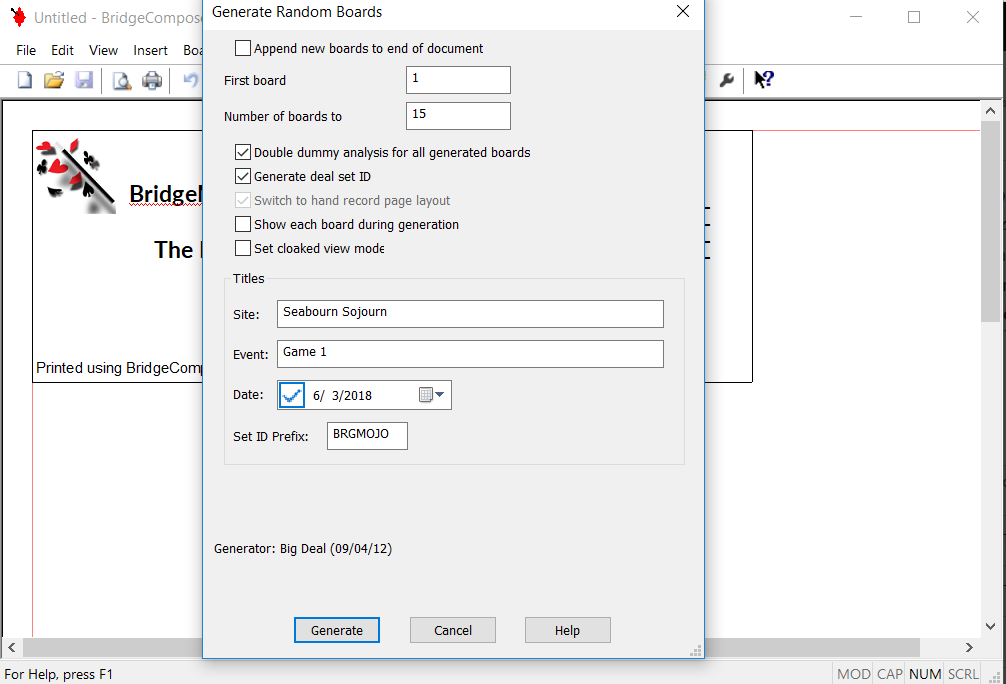 Untitled - BridgeCompose
Generate Random Boards
File Edit View Insert Boa
Append new boards to end of document
First board 1
Number of boards to 15
Double dummy analysis for all generated boards
Generate deal set ID
Switch to hand record page layout
Show each board during generation
Set cloaked view mode
Titles
Site: Seabourn Sojourn
Event: Game 1
Date: 6/ 3/2018
Set ID Prefix: BRGMOJO
Generator: Big Deal (09/04/12)
Generate Cancel Help
The
Printed using BridgeComp
For Help, press F1
MOD CAP NUM SCRL